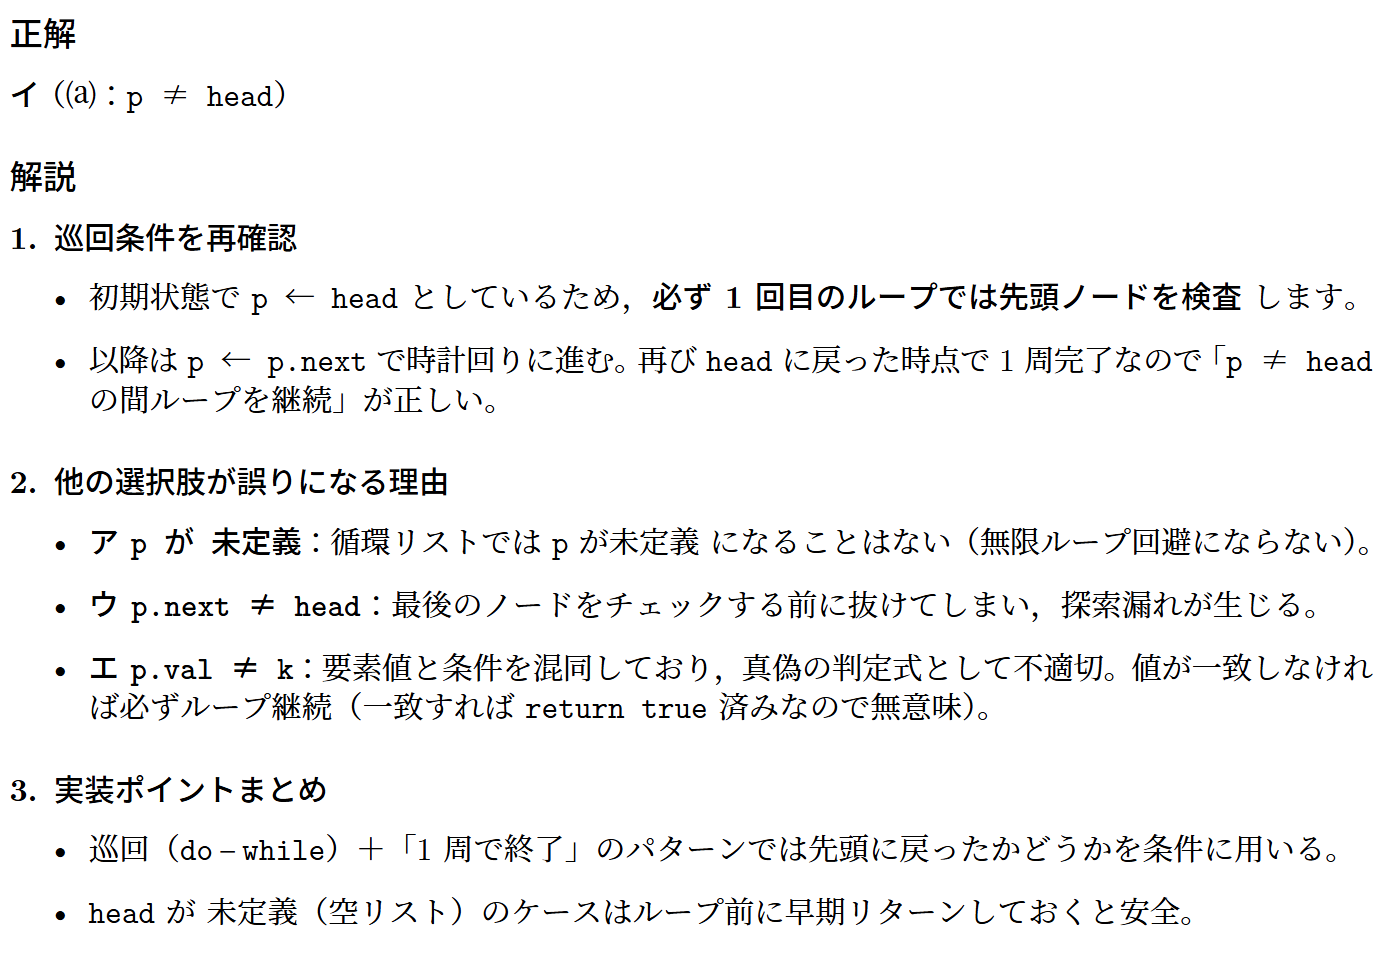 正解
イ（(a)：p ≠ head）
解説
1. 巡回条件を再確認
• 初期状態で p ← head としているため，必ず 1 回目のループでは先頭ノードを検査 します。
• 以降は p ← p.next で時計回りに進む。再び head に戻った時点で 1 周完了なので「p ≠ head
の間ループを継続」が正しい。
2. 他の選択肢が誤りになる理由
• ア p が 未定義：循環リストでは p が未定義 になることはない（無限ループ回避にならない）。
• ウ p.next ≠ head：最後のノードをチェックする前に抜けてしまい，探索漏れが生じる。
• エ p.val ≠ k：要素値と条件を混同しており，真偽の判定式として不適切。値が一致しなけれ
ば必ずループ継続（一致すれば return true 済みなので無意味）。
3. 実装ポイントまとめ
• 巡回（do–while）＋「1 周で終了」のパターンでは先頭に戻ったかどうかを条件に用いる。
• head が 未定義（空リスト）のケースはループ前に早期リターンしておくと安全。